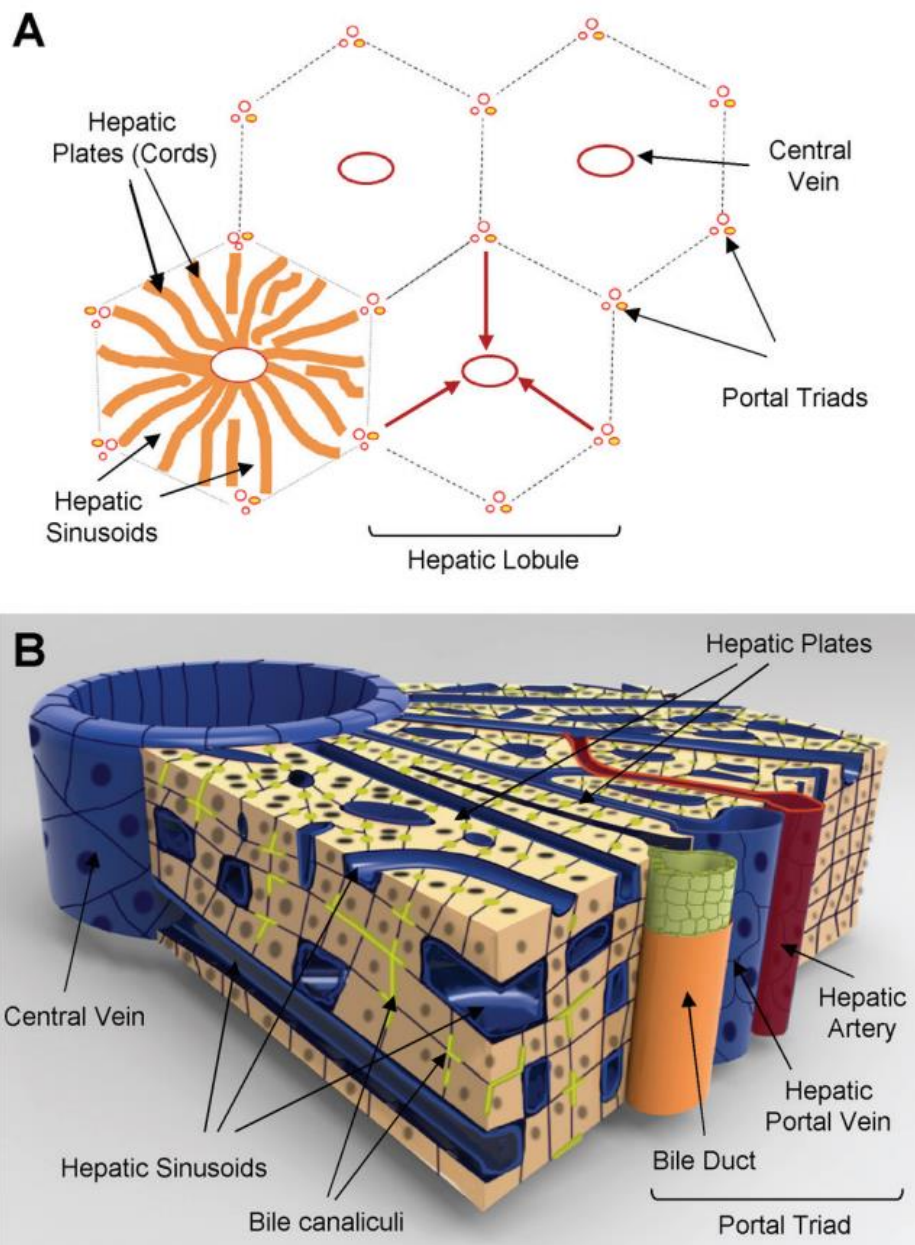 A
Hepatic
Plates (Cords)
Central
Vein
Portal Triads
Hepatic
Sinusoids
Hepatic Lobule
B
Hepatic Plates
Central Vein
Hepatic
Artery
Hepatic
Portal Vein
Hepatic Sinusoids
Bile Duct
Bile canaliculi
Portal Triad